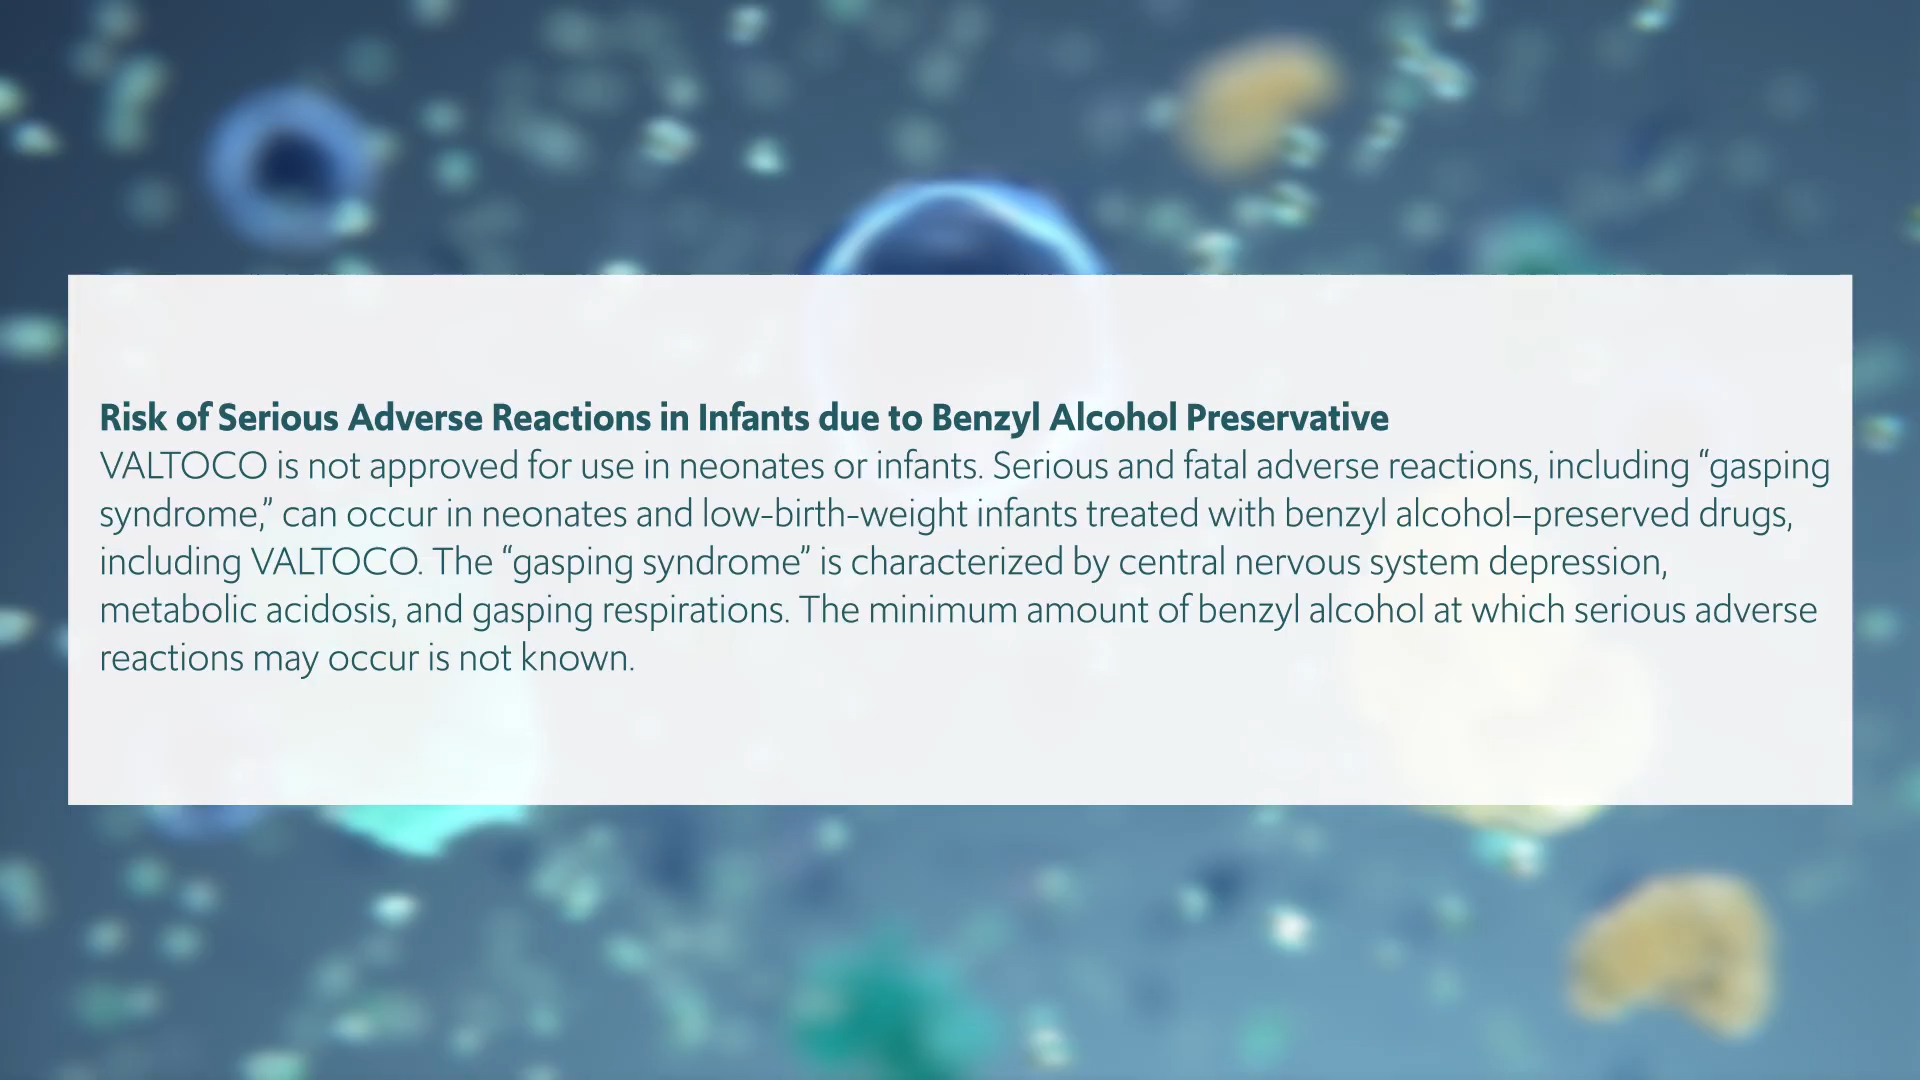 Risk of Serious Adverse Reactions in Infants due to Benzyl Alcohol Preservative
VALTOCO is not approved for use in neonates or infants. Serious and fatal adverse reactions, including “gasping
syndrome,” can occur in neonates and low-birth-weight infants treated with benzyl alcohol–preserved drugs,
including VALTOCO. The “gasping syndrome” is characterized by central nervous system depression,
metabolic acidosis, and gasping respirations. The minimum amount of benzyl alcohol at which serious adverse
reactions may occur is not known.